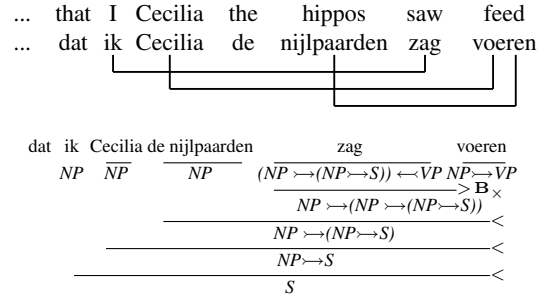 ... that I Cecilia the hippos saw feed
... dat ik Cecilia de nijlpaarden zag voeren
dat ik Cecilia de nijlpaarden zag voeren
NP NP NP (NP ↣(NP↣S)) ↢VP NP↣VP
> B×
NP ↣(NP ↣(NP↣S))
<
NP ↣(NP↣S)
<
NP↣S
<
S